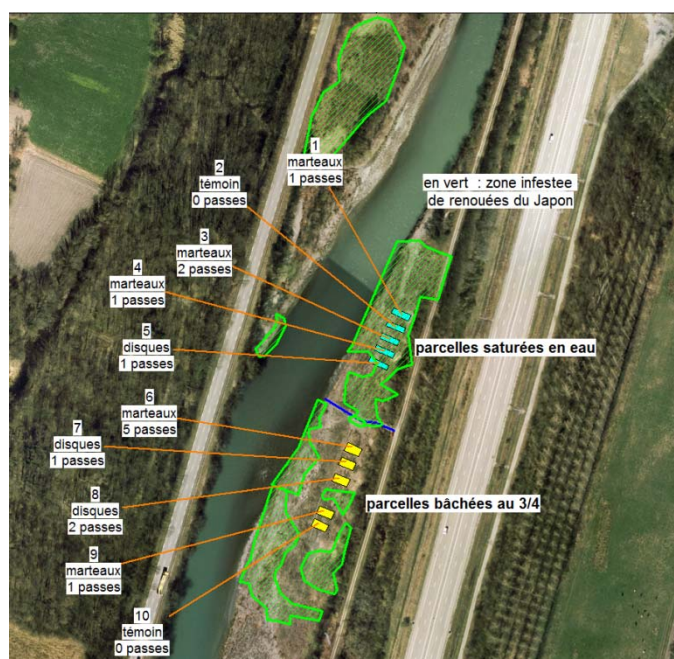 1
marteaux
1 passes
2
témoin
0 passes
en vert : zone infestee
de renouées du Japon
3
marteaux
2 passes
4
marteaux
1 passes
5
disques
1 passes
parcelles saturées en eau
6
marteaux
5 passes
7
disques
1 passes
8
disques
2 passes
parcelles bâchées au 3/4
9
marteaux
1 passes
10
témoin
0 passes